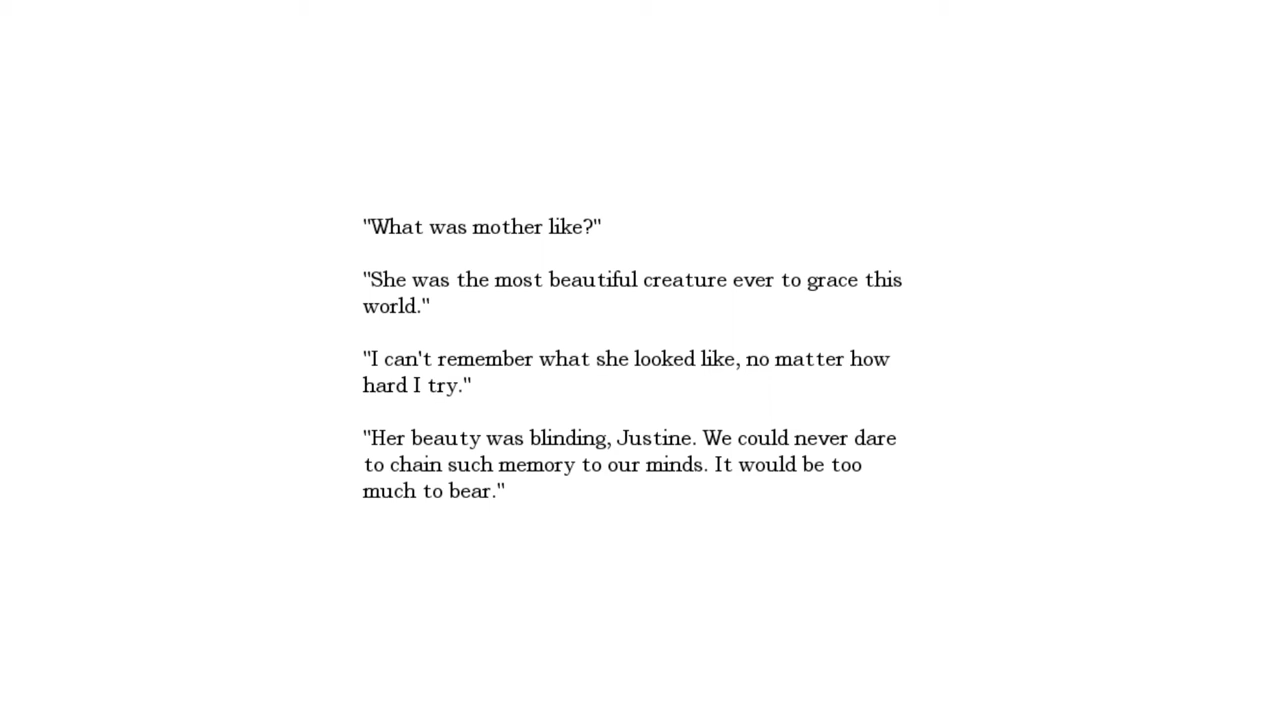 "What was mother like?"
"She was the most beautiful creature ever to grace this
world."
"I can't remember what she looked like, no matter how
hard I try."
"Her beauty was blinding, Justine. We could never dare
to chain such memory to our minds. It would be too
much to bear."